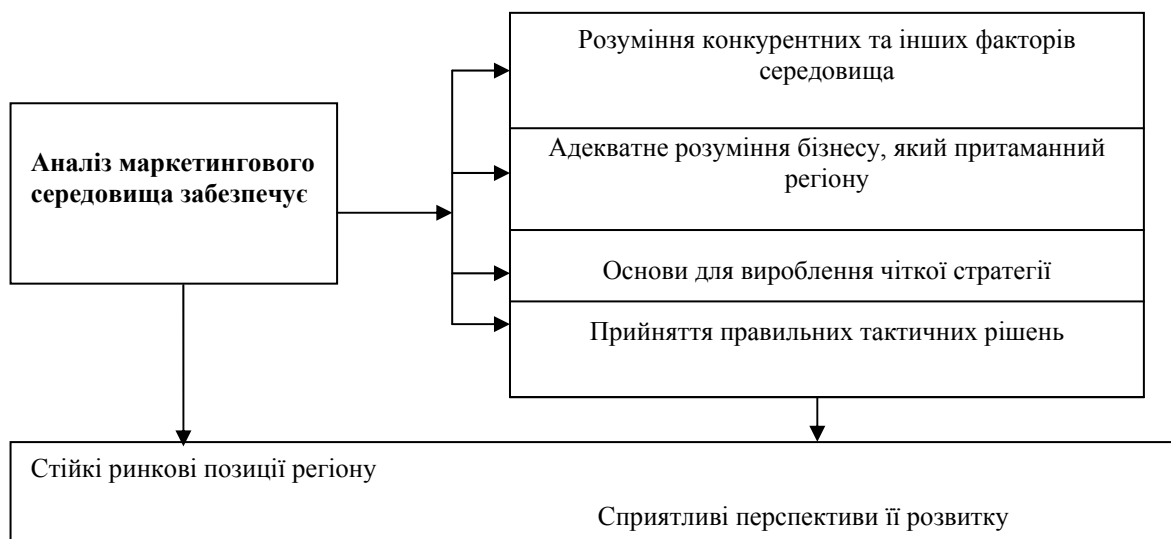 Аналіз маркетингового
середовища забезпечує
Розуміння конкурентних та інших факторів
середовища
Адекватне розуміння бізнесу, який притаманний
регіону
Основи для вироблення чіткої стратегії
Прийняття правильних тактичних рішень
Стійкі ринкові позиції регіону
Сприятливі перспективи її розвитку